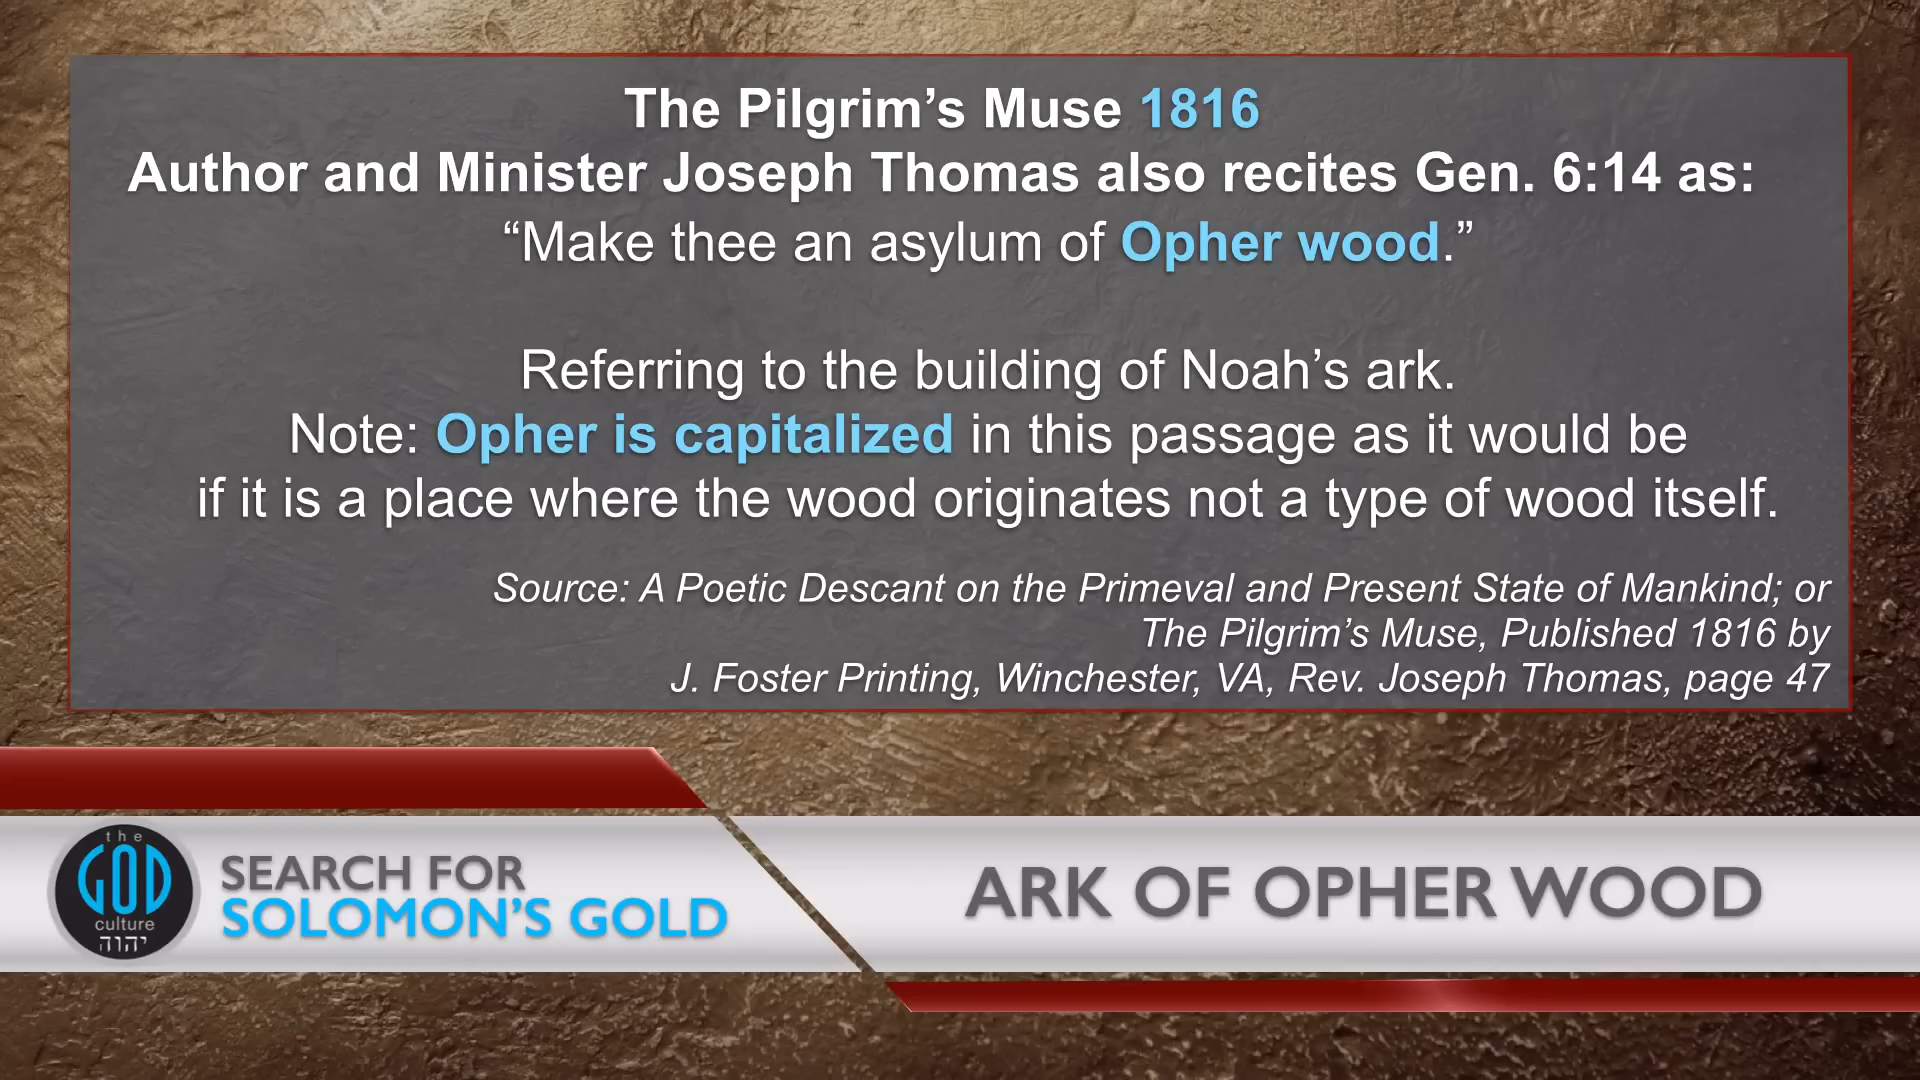 The Pilgrim’s Muse 1816
Author and Minister Joseph Thomas also recites Gen. 6:14 as:
“Make thee an asylum of Opher wood.”
Referring to the building of Noah’s ark.
Note: Opher is capitalized in this passage as it would be
if it is a place where the wood originates not a type of wood itself.
Source: A Poetic Descant on the Primeval and Present State of Mankind; or
The Pilgrim’s Muse, Published 1816 by
J. Foster Printing, Winchester, VA, Rev. Joseph Thomas, page 47
the
GOD
culture
יהוה
SEARCH FOR
SOLOMON’S GOLD
ARK OF OPHER WOOD